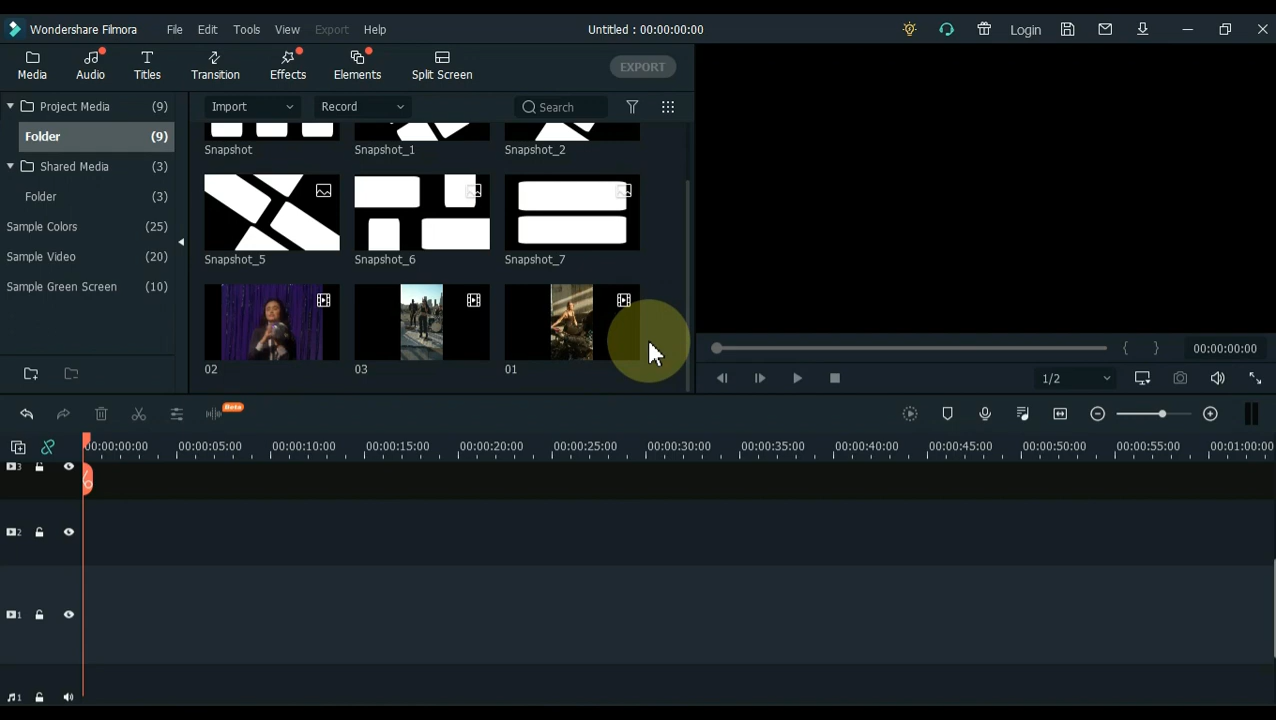 Wondershare Filmora File Edit Tools View Export Help Untitled : 00:00:00:00 Login
Media Audio Titles Transition Effects Elements Split Screen EXPORT
Project Media (9)
Folder (9)
Shared Media (3)
Folder (3)
Sample Colors (25)
Sample Video (20)
Sample Green Screen (10)
Import Record Search
Snapshot Snapshot_1 Snapshot_2
Snapshot_5 Snapshot_6 Snapshot_7
02 03 01
{ } 00:00:00:00
1/2
Beta
00:00:00:00 00:00:05:00 00:00:10:00 00:00:15:00 00:00:20:00 00:00:25:00 00:00:30:00 00:00:35:00 00:00:40:00 00:00:45:00 00:00:50:00 00:00:55:00 00:01:00:00
3
2
1
1